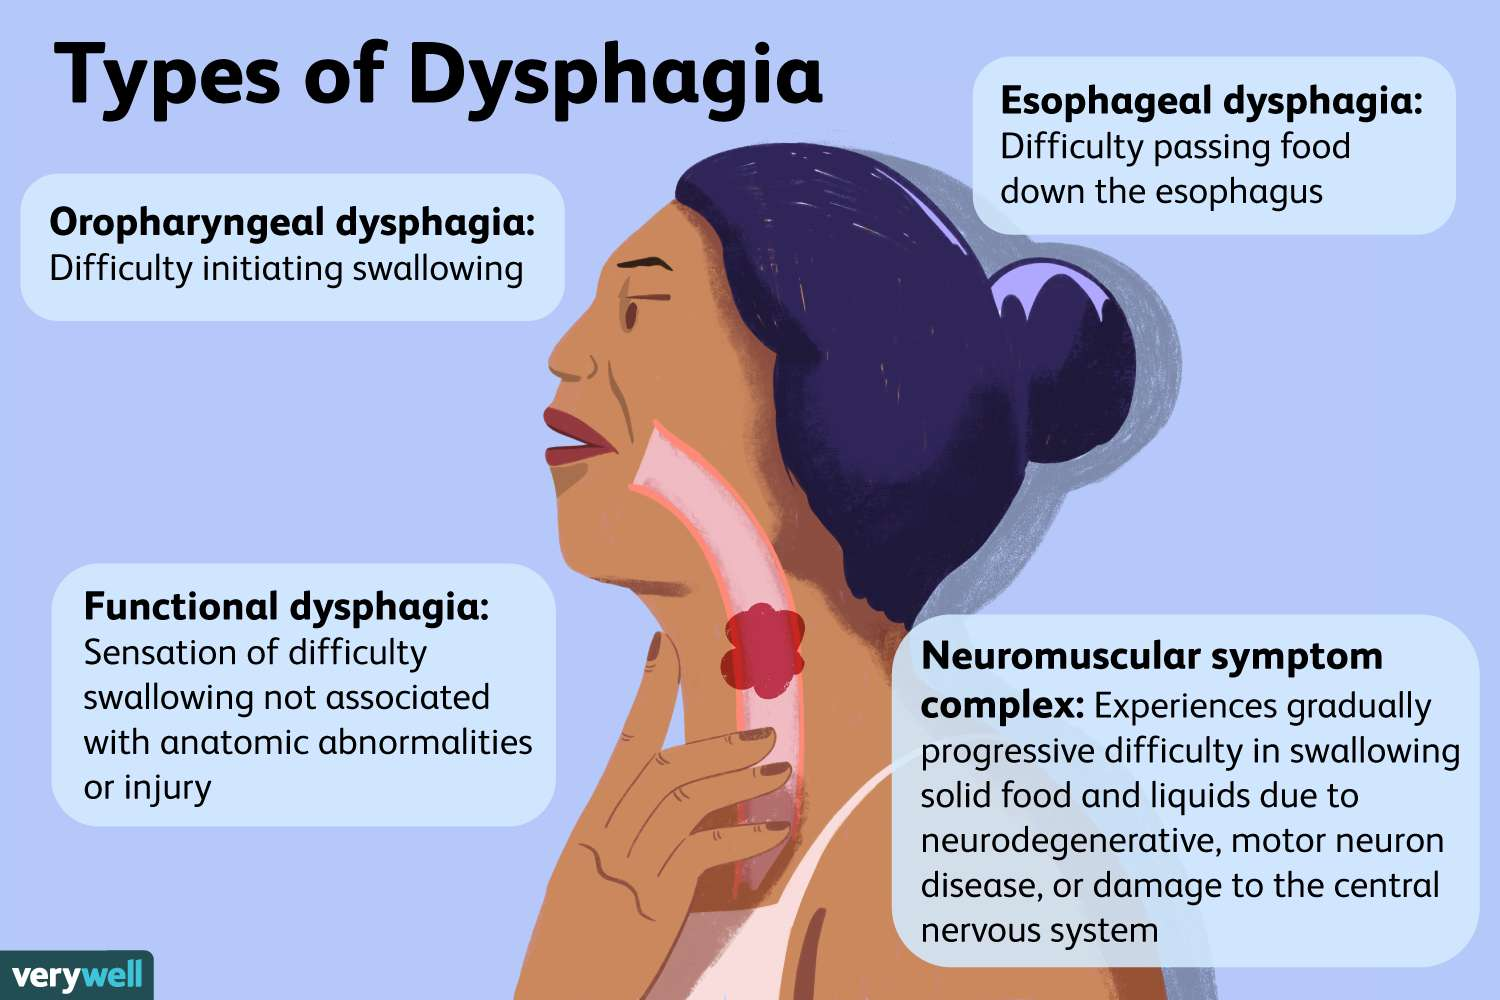 Types of Dysphagia
Oropharyngeal dysphagia:
Difficulty initiating swallowing
Esophageal dysphagia:
Difficulty passing food
down the esophagus
Functional dysphagia:
Sensation of difficulty
swallowing not associated
with anatomic abnormalities
or injury
Neuromuscular symptom
complex: Experiences gradually
progressive difficulty in swallowing
solid food and liquids due to
neurodegenerative, motor neuron
disease, or damage to the central
nervous system
verywell